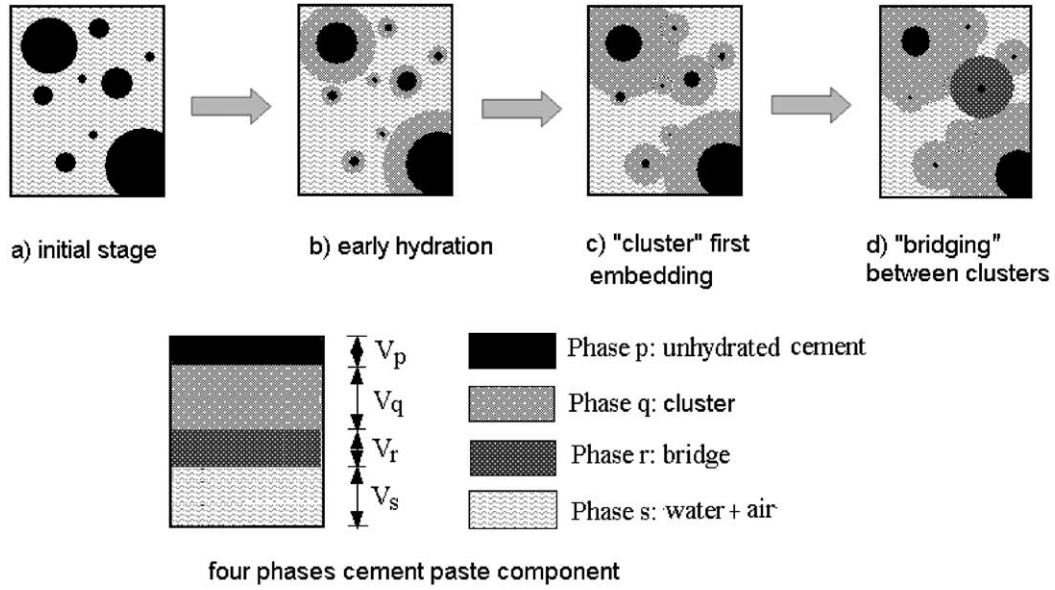 a) initial stage
b) early hydration
c) "cluster" first
embedding
d) "bridging"
between clusters
Vp
Vq
Vr
Vs
Phase p: unhydrated cement
Phase q: cluster
Phase r: bridge
Phase s: water + air
four phases cement paste component